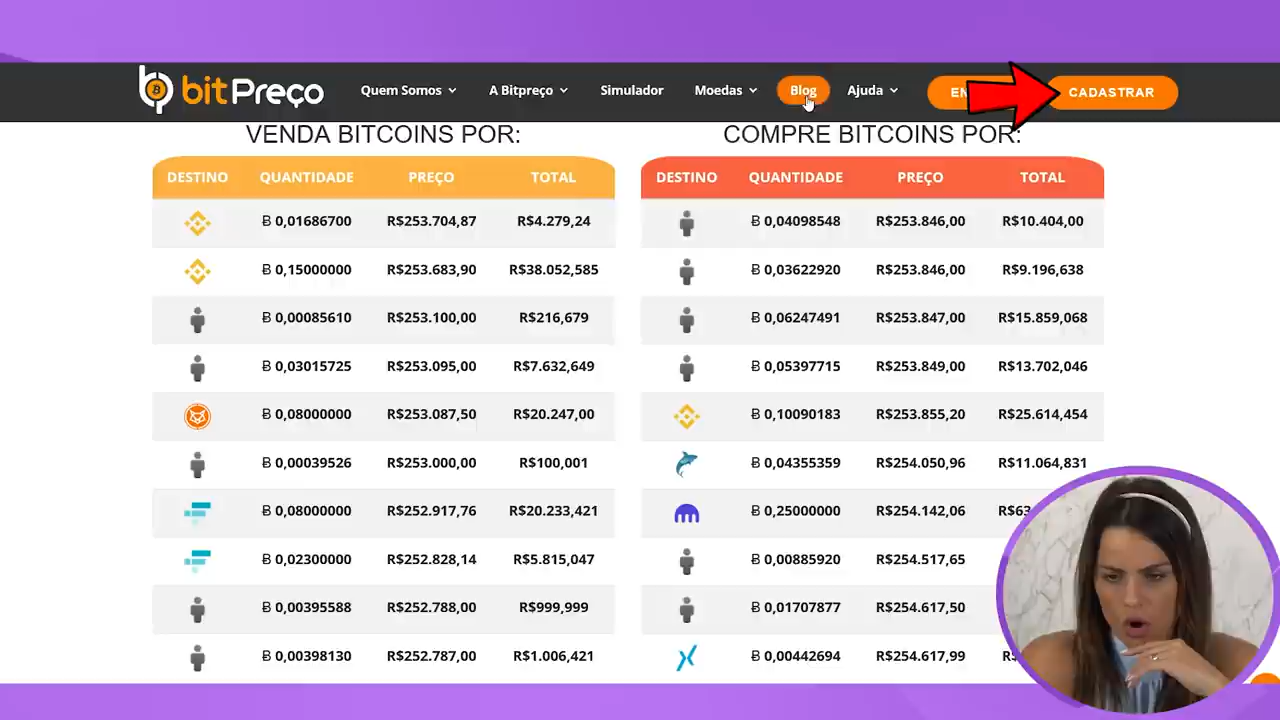 bitPreço
Quem Somos
A Bitpreço
Simulador
Moedas
Blog
Ajuda
EN
CADASTRAR
VENDA BITCOINS POR:
DESTINO QUANTIDADE PREÇO TOTAL
Ƀ 0,01686700 R$253.704,87 R$4.279,24
Ƀ 0,15000000 R$253.683,90 R$38.052,585
Ƀ 0,00085610 R$253.100,00 R$216,679
Ƀ 0,03015725 R$253.095,00 R$7.632,649
Ƀ 0,08000000 R$253.087,50 R$20.247,00
Ƀ 0,00039526 R$253.000,00 R$100,001
Ƀ 0,08000000 R$252.917,76 R$20.233,421
Ƀ 0,02300000 R$252.828,14 R$5.815,047
Ƀ 0,00395588 R$252.788,00 R$999,999
Ƀ 0,00398130 R$252.787,00 R$1.006,421
COMPRE BITCOINS POR:
DESTINO QUANTIDADE PREÇO TOTAL
Ƀ 0,04098548 R$253.846,00 R$10.404,00
Ƀ 0,03622920 R$253.846,00 R$9.196,638
Ƀ 0,06247491 R$253.847,00 R$15.859,068
Ƀ 0,05397715 R$253.849,00 R$13.702,046
Ƀ 0,10090183 R$253.855,20 R$25.614,454
Ƀ 0,04355359 R$254.050,96 R$11.064,831
Ƀ 0,25000000 R$254.142,06 R$63
Ƀ 0,00885920 R$254.517,65
Ƀ 0,01707877 R$254.617,50
Ƀ 0,00442694 R$254.617,99